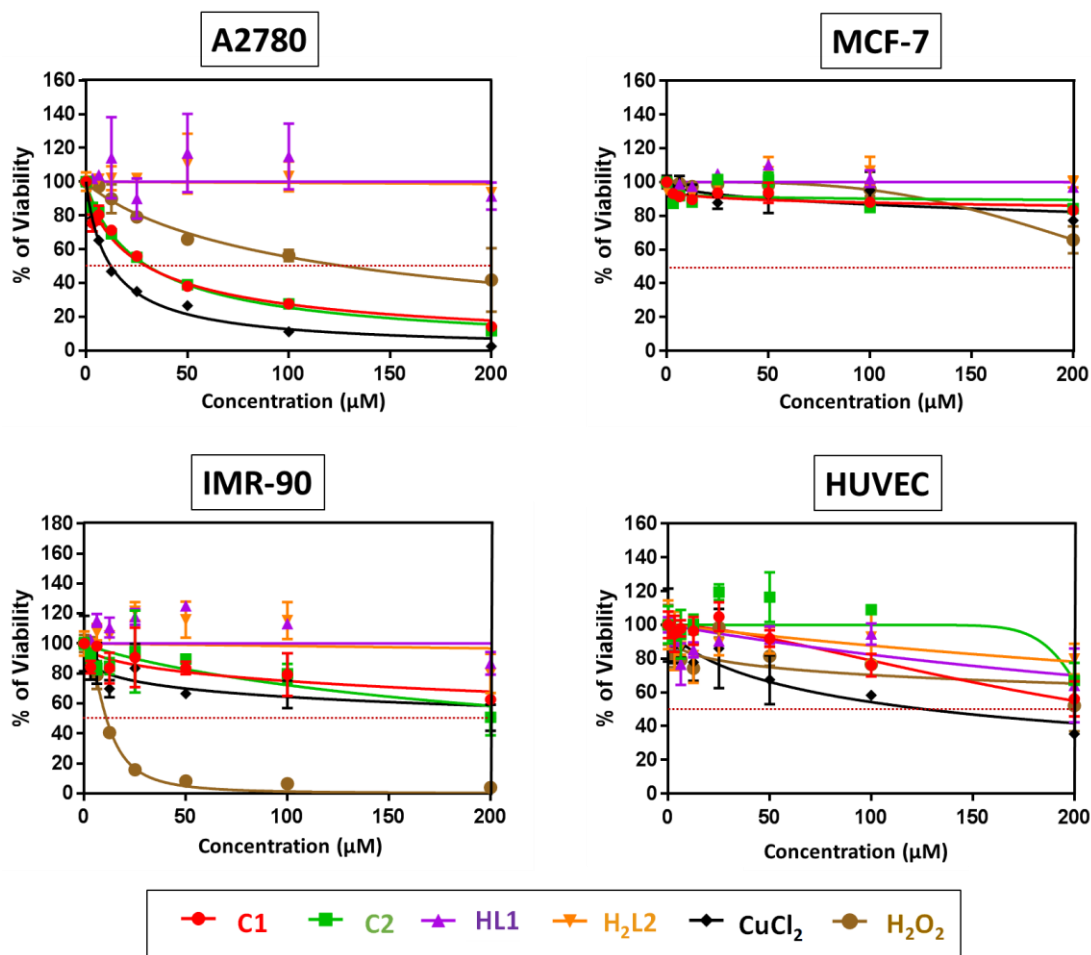 A2780
MCF-7
160
140
120
100
80
60
40
20
0
% of Viability
0 50 100 150 200
Concentration (µM)
160
140
120
100
80
60
40
20
0
% of Viability
0 50 100 150 200
Concentration (µM)
IMR-90
HUVEC
180
160
140
120
100
80
60
40
20
0
% of Viability
0 50 100 150 200
Concentration (µM)
160
140
120
100
80
60
40
20
0
% of Viability
0 50 100 150 200
Concentration (µM)
C1 C2 HL1 H₂L2 CuCl₂ H₂O₂